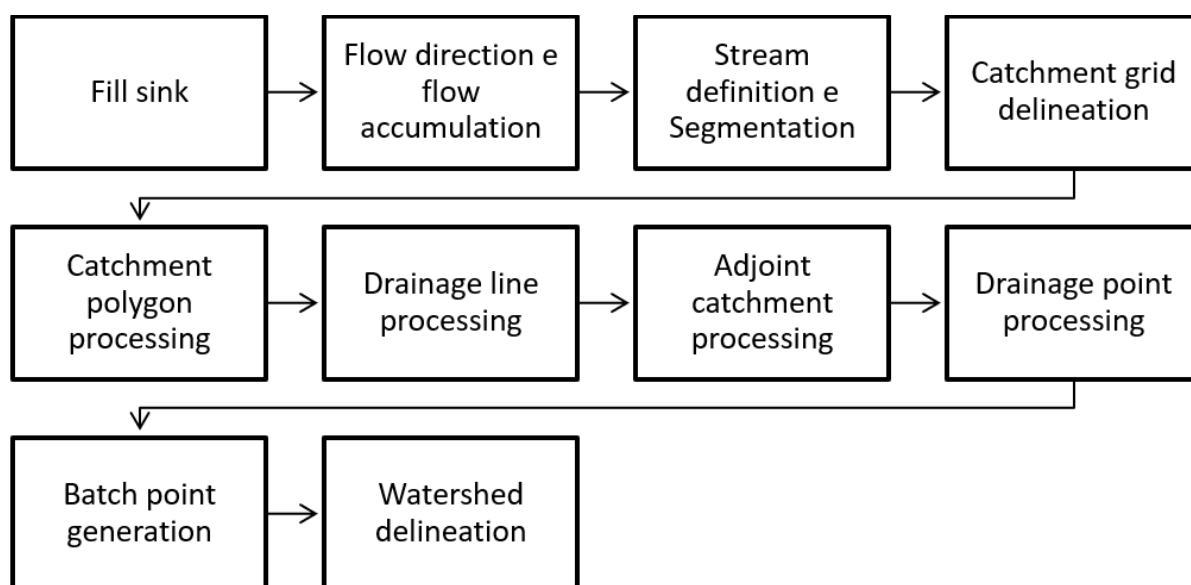 Fill sink
Flow direction e
flow
accumulation
Stream
definition e
Segmentation
Catchment grid
delineation
Catchment
polygon
processing
Drainage line
processing
Adjoint
catchment
processing
Drainage point
processing
Batch point
generation
Watershed
delineation